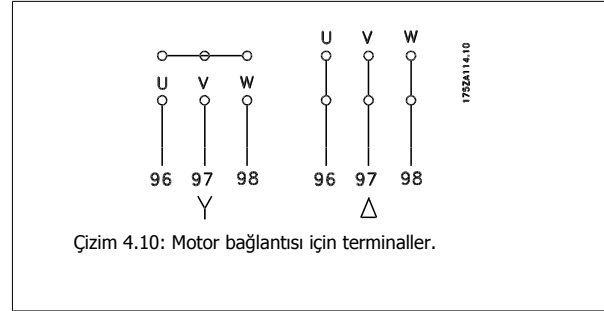 U V W
U V W
175ZA114.10
96 97 98 96 97 98
Y Δ
Çizim 4.10: Motor bağlantısı için terminaller.